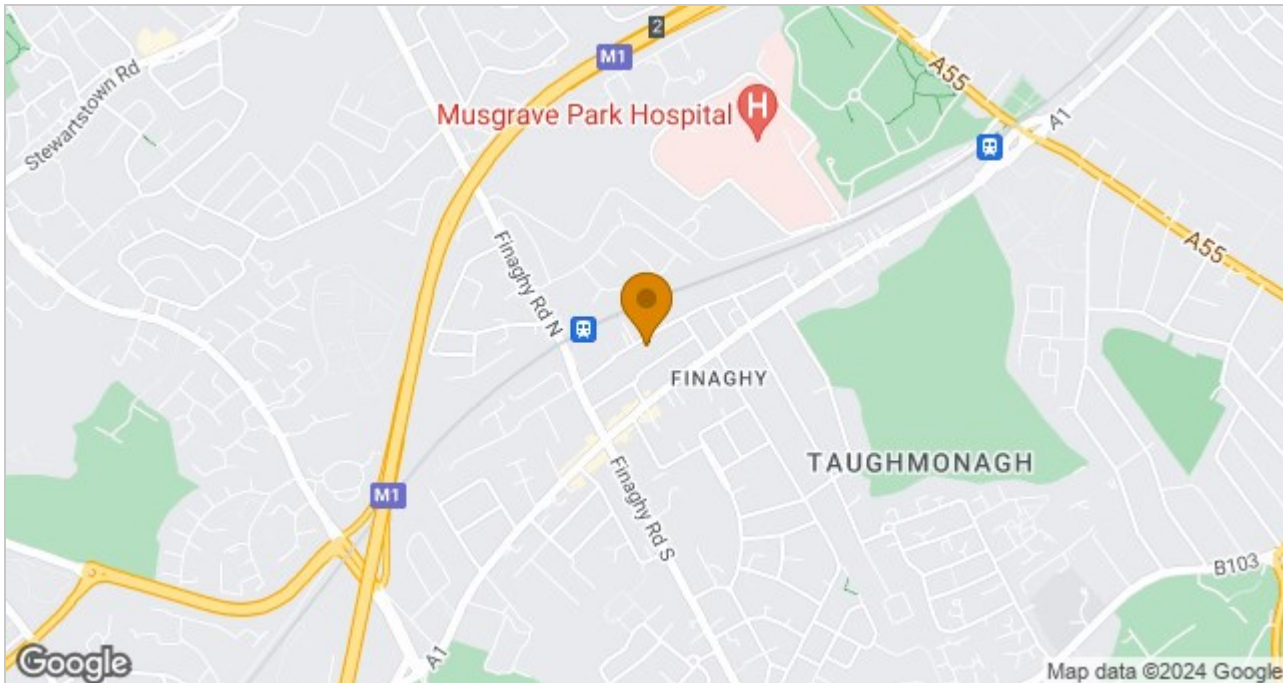 2
M1
A55
Stewartstown Rd
Musgrave Park Hospital
H
A1
A55
Finaghy Rd N
FINAGHY
TAUGHMONAGH
M1
Finaghy Rd S
B103
A1
Google
Map data ©2024 Google